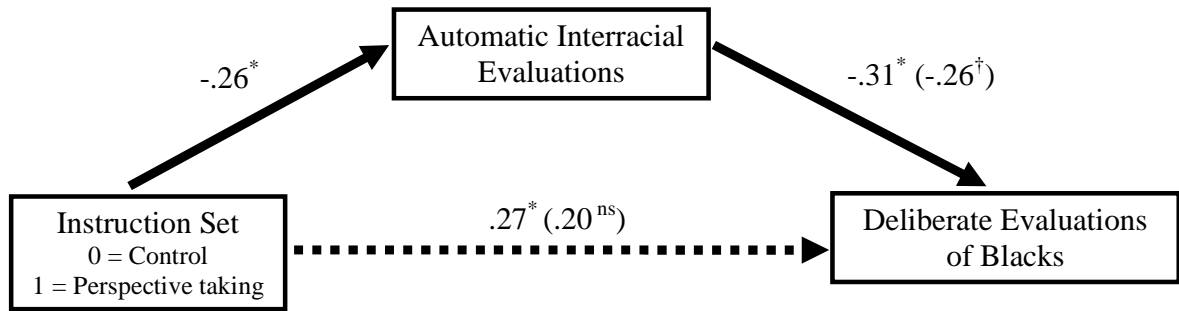 Automatic Interracial
Evaluations
-.26*
-.31* (-.26†)
Instruction Set
0 = Control
1 = Perspective taking
.27* (.20 ns)
Deliberate Evaluations
of Blacks